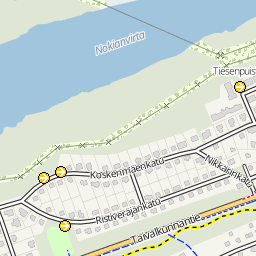 Nokianvirta
Tiesenpuis
Koskenmäenkatu
Nikkarinkatu
Ristiveräjänkatu
Taivalkunnantie